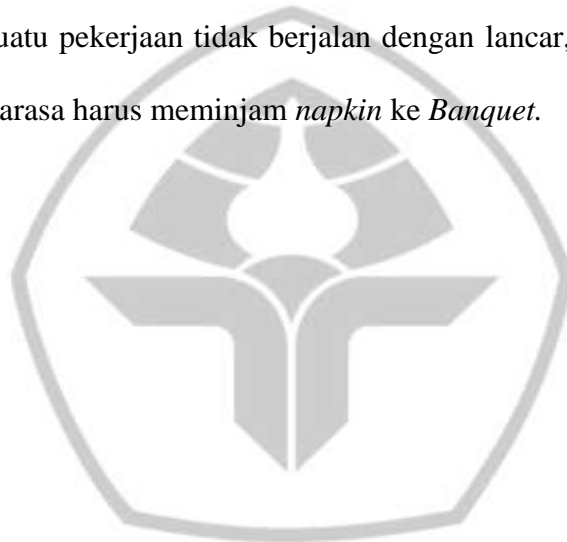 uatu pekerjaan tidak berjalan dengan lancar,
arasa harus meminjam napkin ke Banquet.